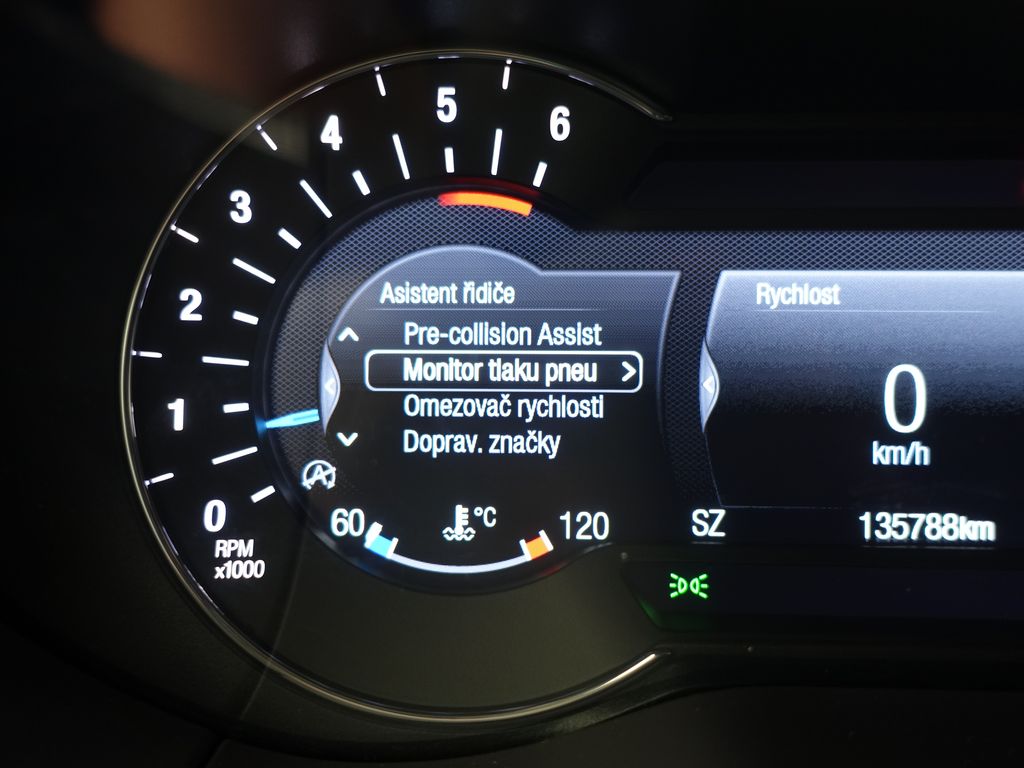 0
1
2
3
4
5
6
RPM
x1000
Asistent řidiče
Pre-collision Assist
Monitor tlaku pneu
Omezovač rychlosti
Doprav. značky
60
°C
120
Rychlost
0
km/h
SZ
135788km